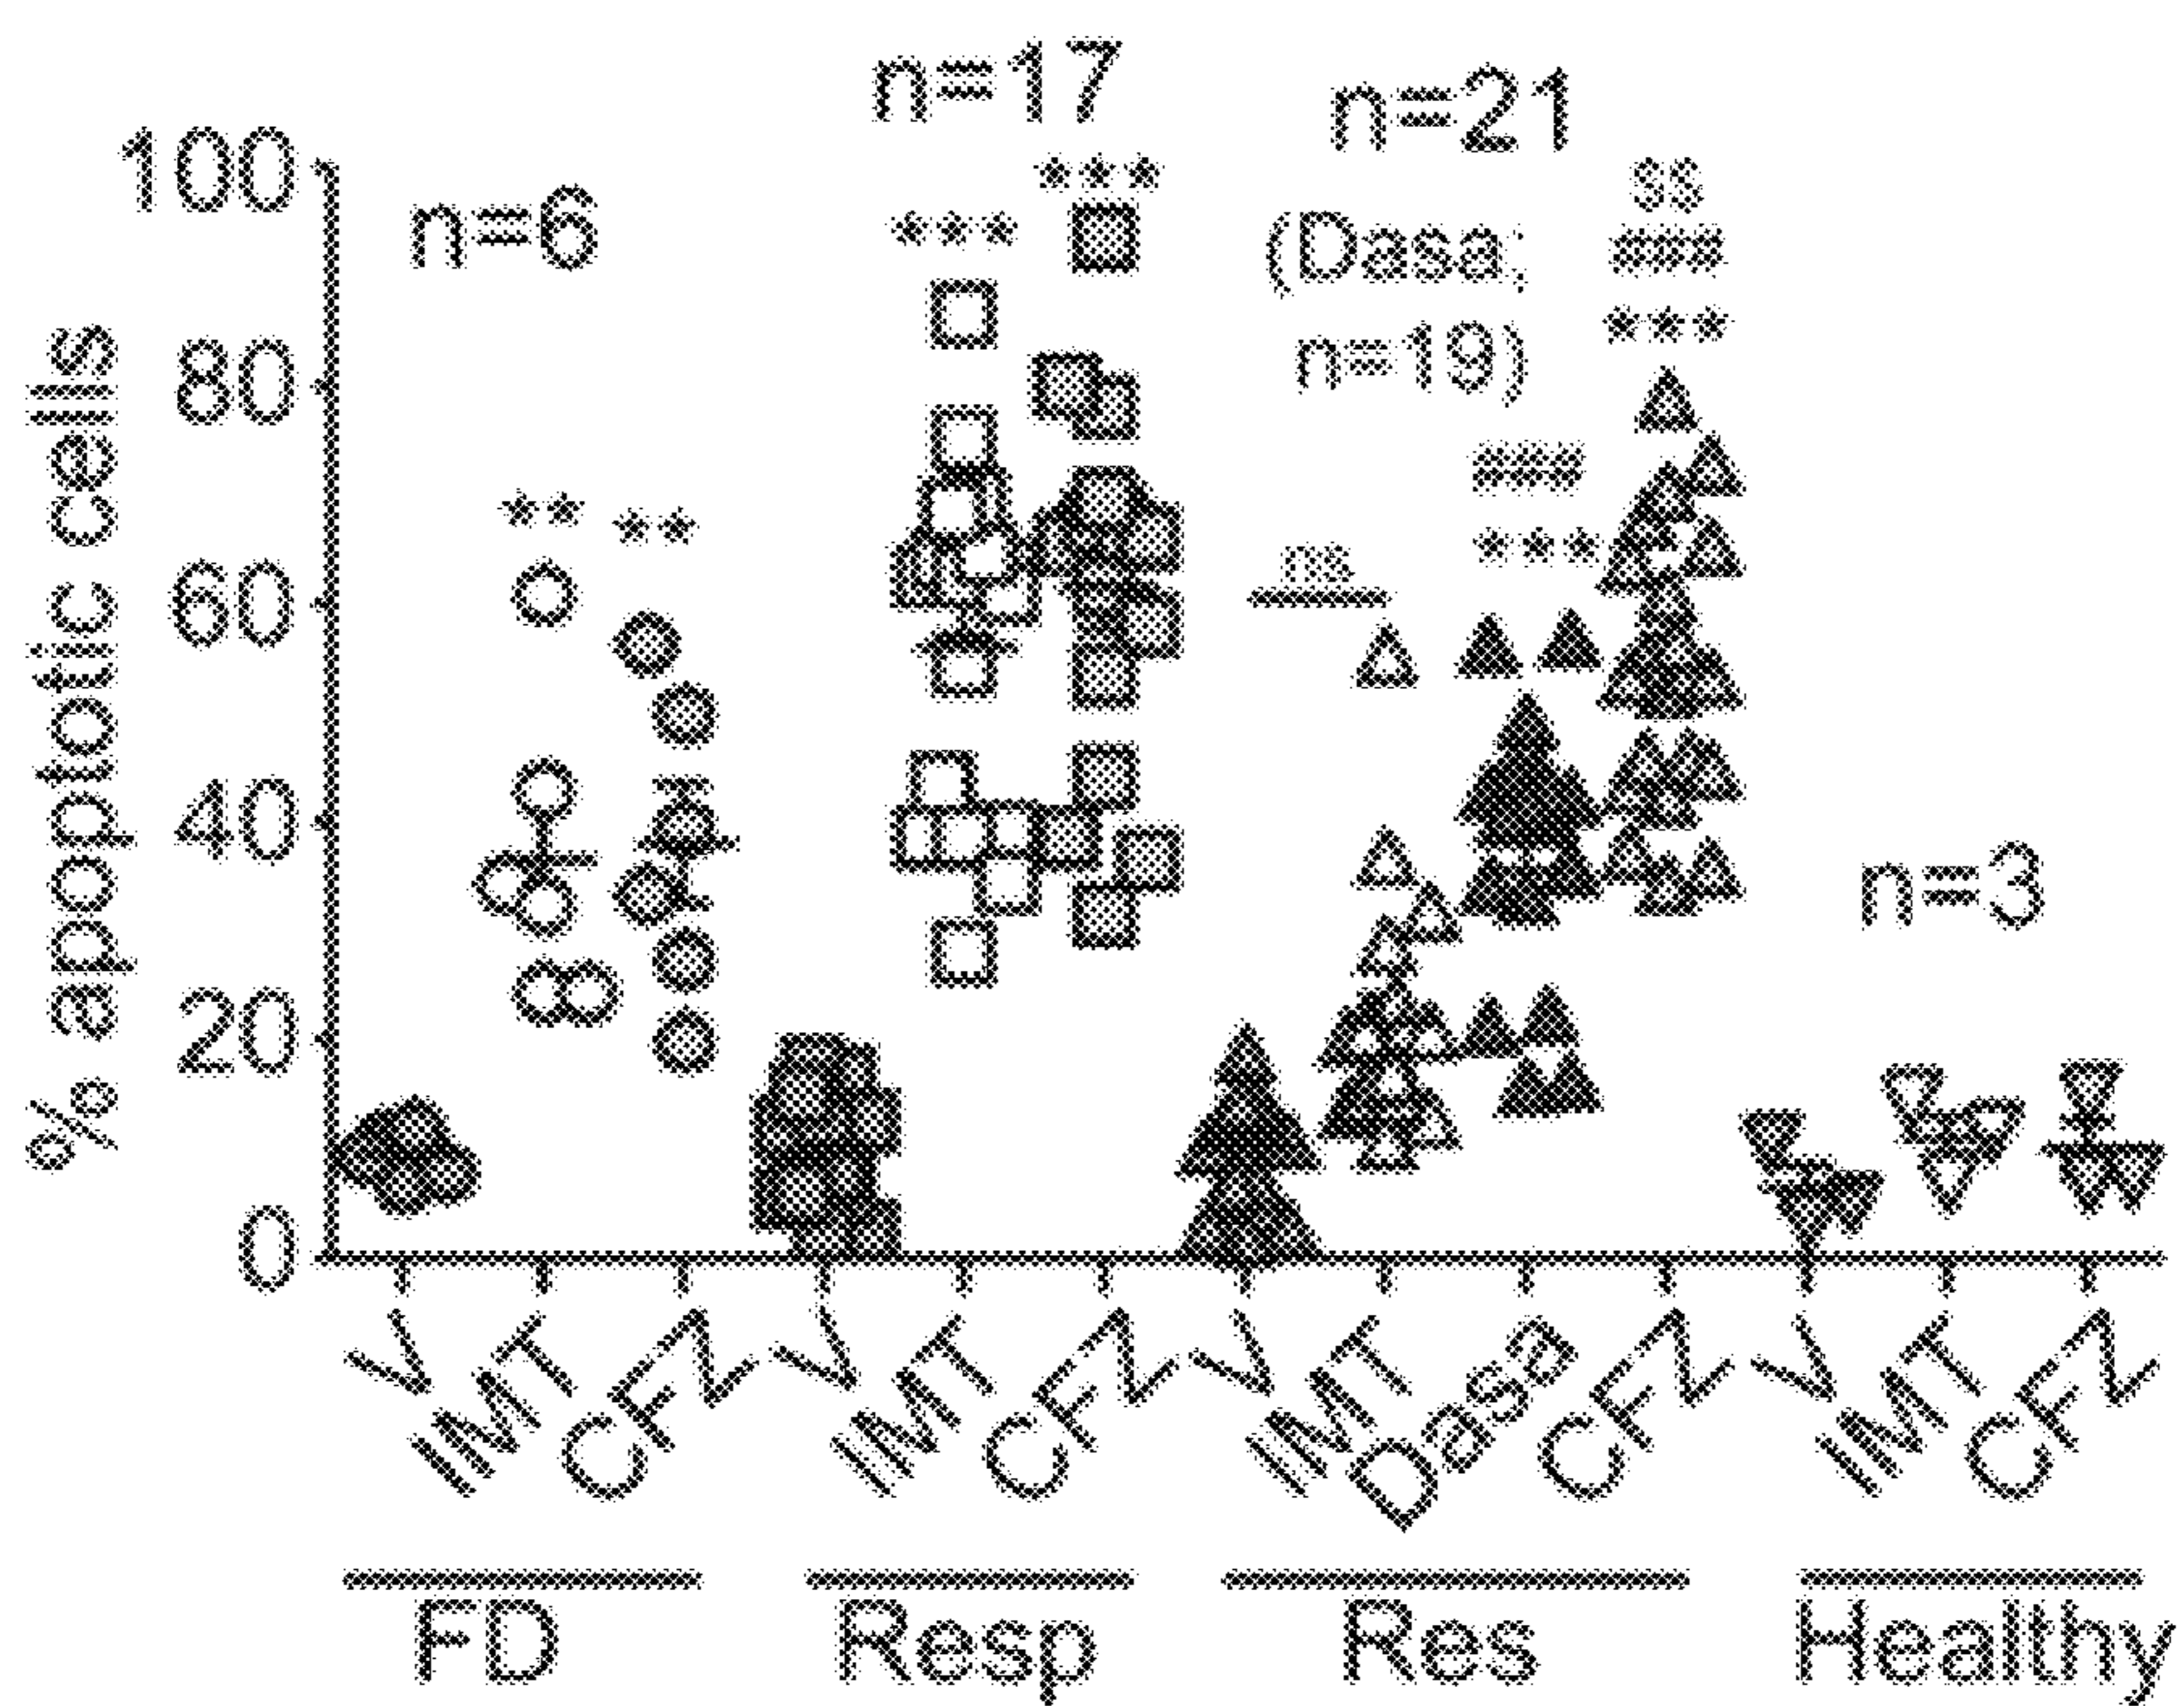 n=17
n=21
100
n=6
***
***
$$
(Dasa;
###
n=19)
***
80
###
**
**
***
ns
60
% apoptotic cells
40
n=3
20
0
V
IMT
CFZ
V
IMT
CFZ
V
IMT
Dasa
CFZ
V
IMT
CFZ
FD
Resp
Res
Healthy